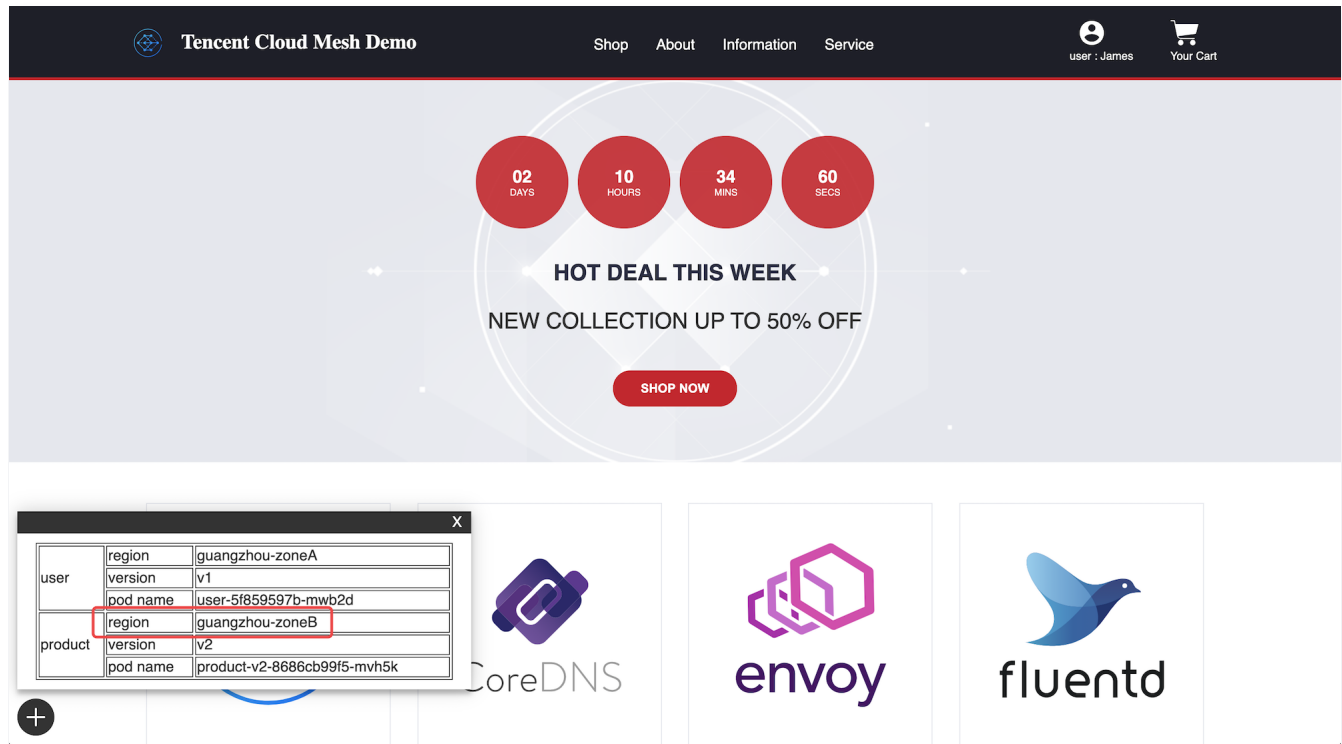 Tencent Cloud Mesh Demo
Shop About Information Service
user : James
Your Cart
02 DAYS
10 HOURS
34 MINS
60 SECS
HOT DEAL THIS WEEK
NEW COLLECTION UP TO 50% OFF
SHOP NOW
X
user
region guangzhou-zoneA
version v1
pod name user-5f859597b-mwb2d
product
region guangzhou-zoneB
version v2
pod name product-v2-8686cb99f5-mvh5k
CoreDNS
envoy
fluentd